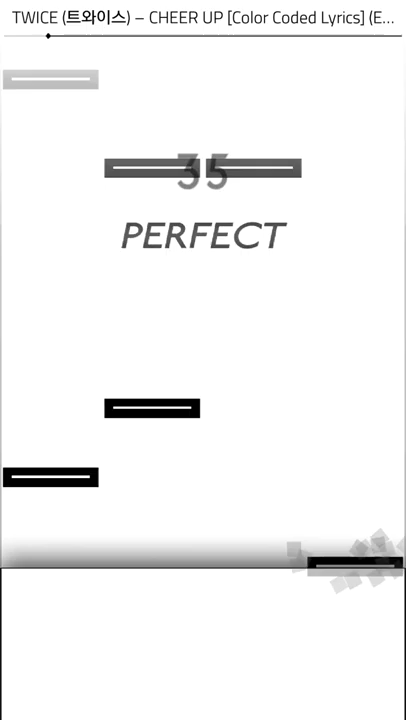 TWICE (트와이스) – CHEER UP [Color Coded Lyrics] (E...
35
PERFECT